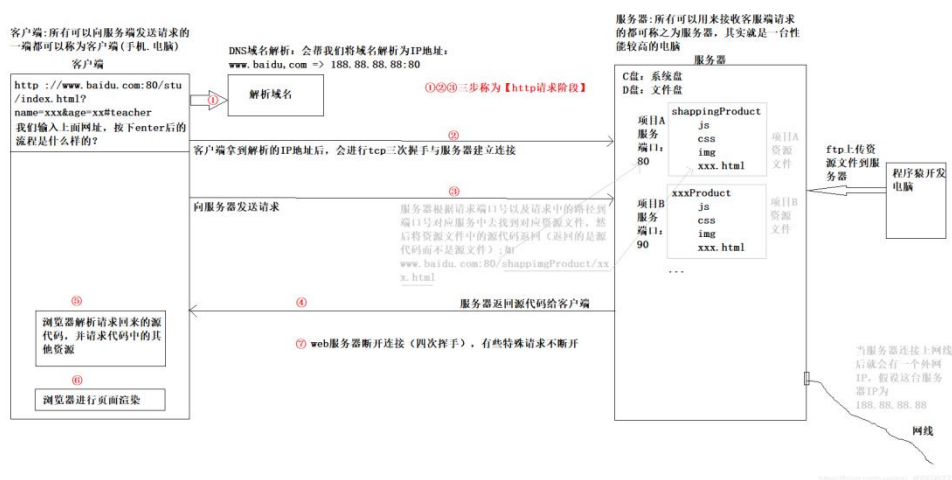 客户端:所有可以向服务端发送请求的
一端都可以称为客户端(手机.电脑)
客户端
http ://www.baidu.com:80/stu
/index.html?
name=xxx&age=xx#teacher
我们输入上面网址，按下enter后的
流程是什么样的?
DNS域名解析: 会帮我们将域名解析为IP地址:
www.baidu,com => 188.88.88.88:80
①
解析域名
①②③三步称为【http请求阶段】
②
客户端拿到解析的IP地址后，会进行tcp三次握手与服务器建立连接
③
向服务器发送请求
服务器根据请求端口号以及请求中的路径到
端口号对应服务中去找到对应资源文件，然
后将资源文件中的源代码返回（返回的是源
代码而不是源文件）;如
www.baidu.com:80/shappimgProduct/xx
x.html
④
服务器返回源代码给客户端
⑤
浏览器解析请求回来的源
代码，并请求代码中的其
他资源
⑥
浏览器进行页面渲染
⑦ web服务器断开连接（四次挥手），有些特殊请求不断开
服务器:所有可以用来接收客服端请求
的都可称之为服务器，其实就是一台性
能较高的电脑
服务器
C盘: 系统盘
D盘: 文件盘
项目A
服务
端口:
80
shappingProduct
js
css
img
xxx.html
项目A
资源
文件
项目B
服务
端口:
90
xxxProduct
js
css
img
xxx.html
项目B
资源
文件
...
ftp上传资
源文件到服
务器
程序猿开发
电脑
当服务器连接上网线
后就会有一个外网
IP，假设这台服务
器IP为
188.88.88.88
网线